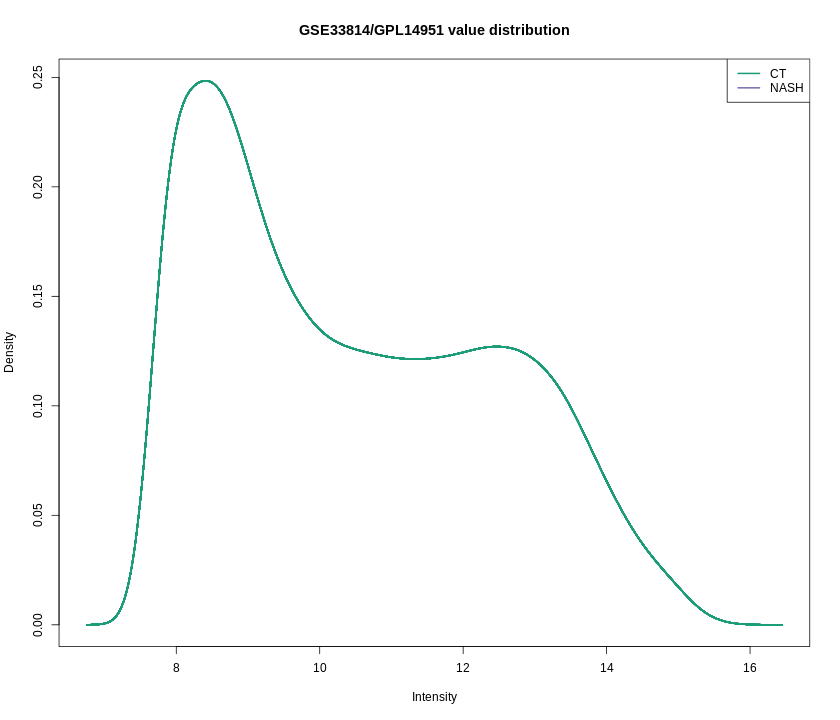 GSE33814/GPL14951 value distribution
CT
NASH
0.25
0.20
0.15
0.10
0.05
0.00
Density
8 10 12 14 16
Intensity